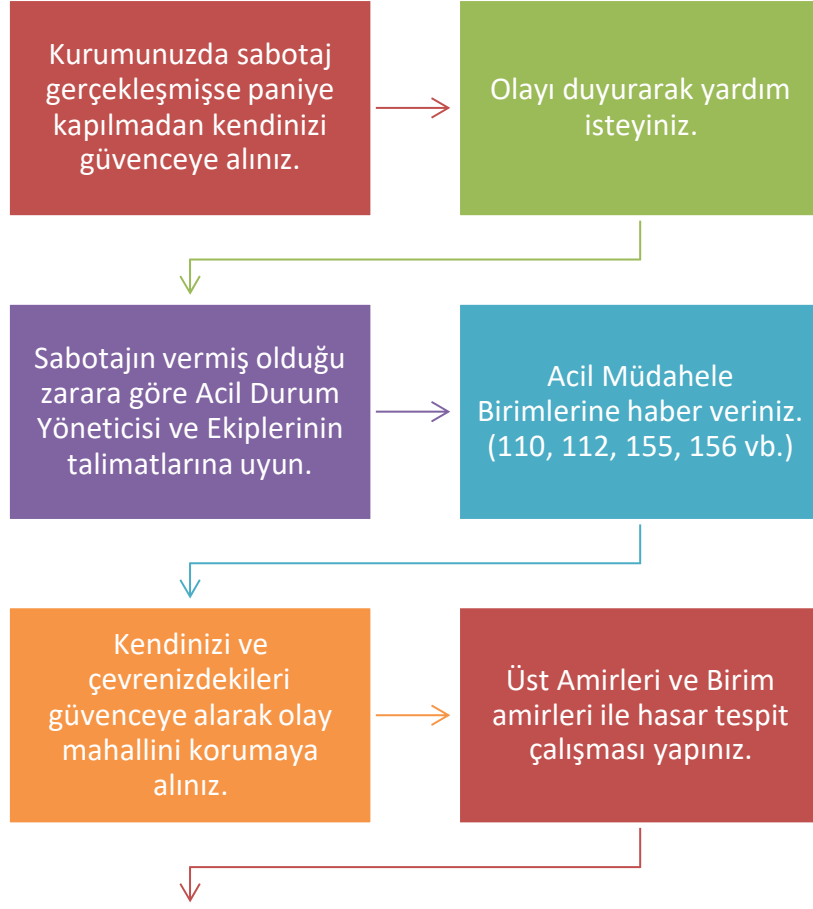 Kurumunuzda sabotaj
gerçekleşmişse paniye
kapılmadan kendinizi
güvenceye alınız.
Olayı duyurarak yardım
isteyiniz.
Sabotajın vermiş olduğu
zarara göre Acil Durum
Yöneticisi ve Ekiplerinin
talimatlarına uyun.
Acil Müdahele
Birimlerine haber veriniz.
(110, 112, 155, 156 vb.)
Kendinizi ve
çevrenizdekileri
güvenceye alarak olay
mahallini korumaya
alınız.
Üst Amirleri ve Birim
amirleri ile hasar tespit
çalışması yapınız.